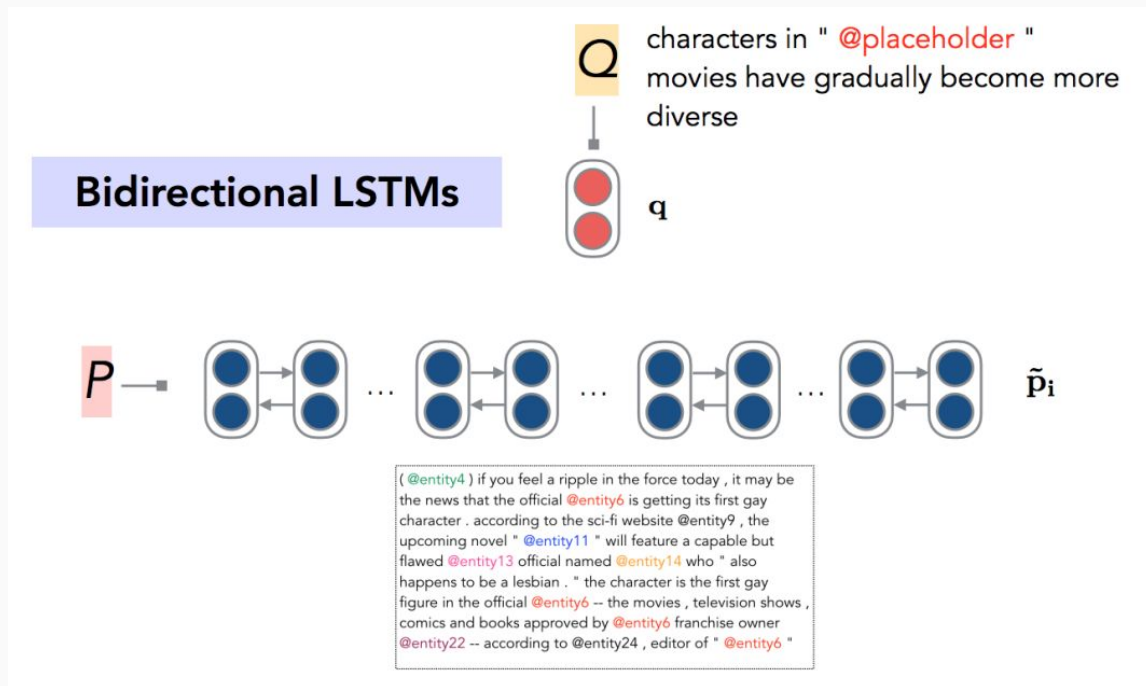 Q
characters in " @placeholder "
movies have gradually become more
diverse
Bidirectional LSTMs
q
P
... ... ...
p̃i
( @entity4 ) if you feel a ripple in the force today , it may be
the news that the official @entity6 is getting its first gay
character . according to the sci-fi website @entity9 , the
upcoming novel " @entity11 " will feature a capable but
flawed @entity13 official named @entity14 who " also
happens to be a lesbian . " the character is the first gay
figure in the official @entity6 -- the movies , television shows ,
comics and books approved by @entity6 franchise owner
@entity22 -- according to @entity24 , editor of " @entity6 "